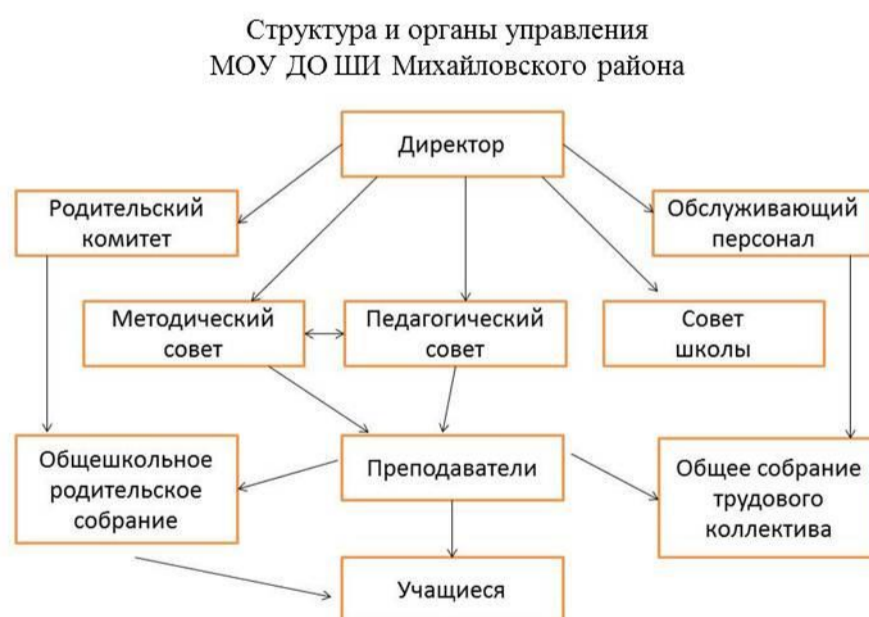 Структура и органы управления
МОУ ДО ШИ Михайловского района
Директор
Родительский
комитет
Обслуживающий
персонал
Методический
совет
Педагогический
совет
Совет
школы
Общешкольное
родительское
собрание
Преподаватели
Общее собрание
трудового
коллектива
Учащиеся